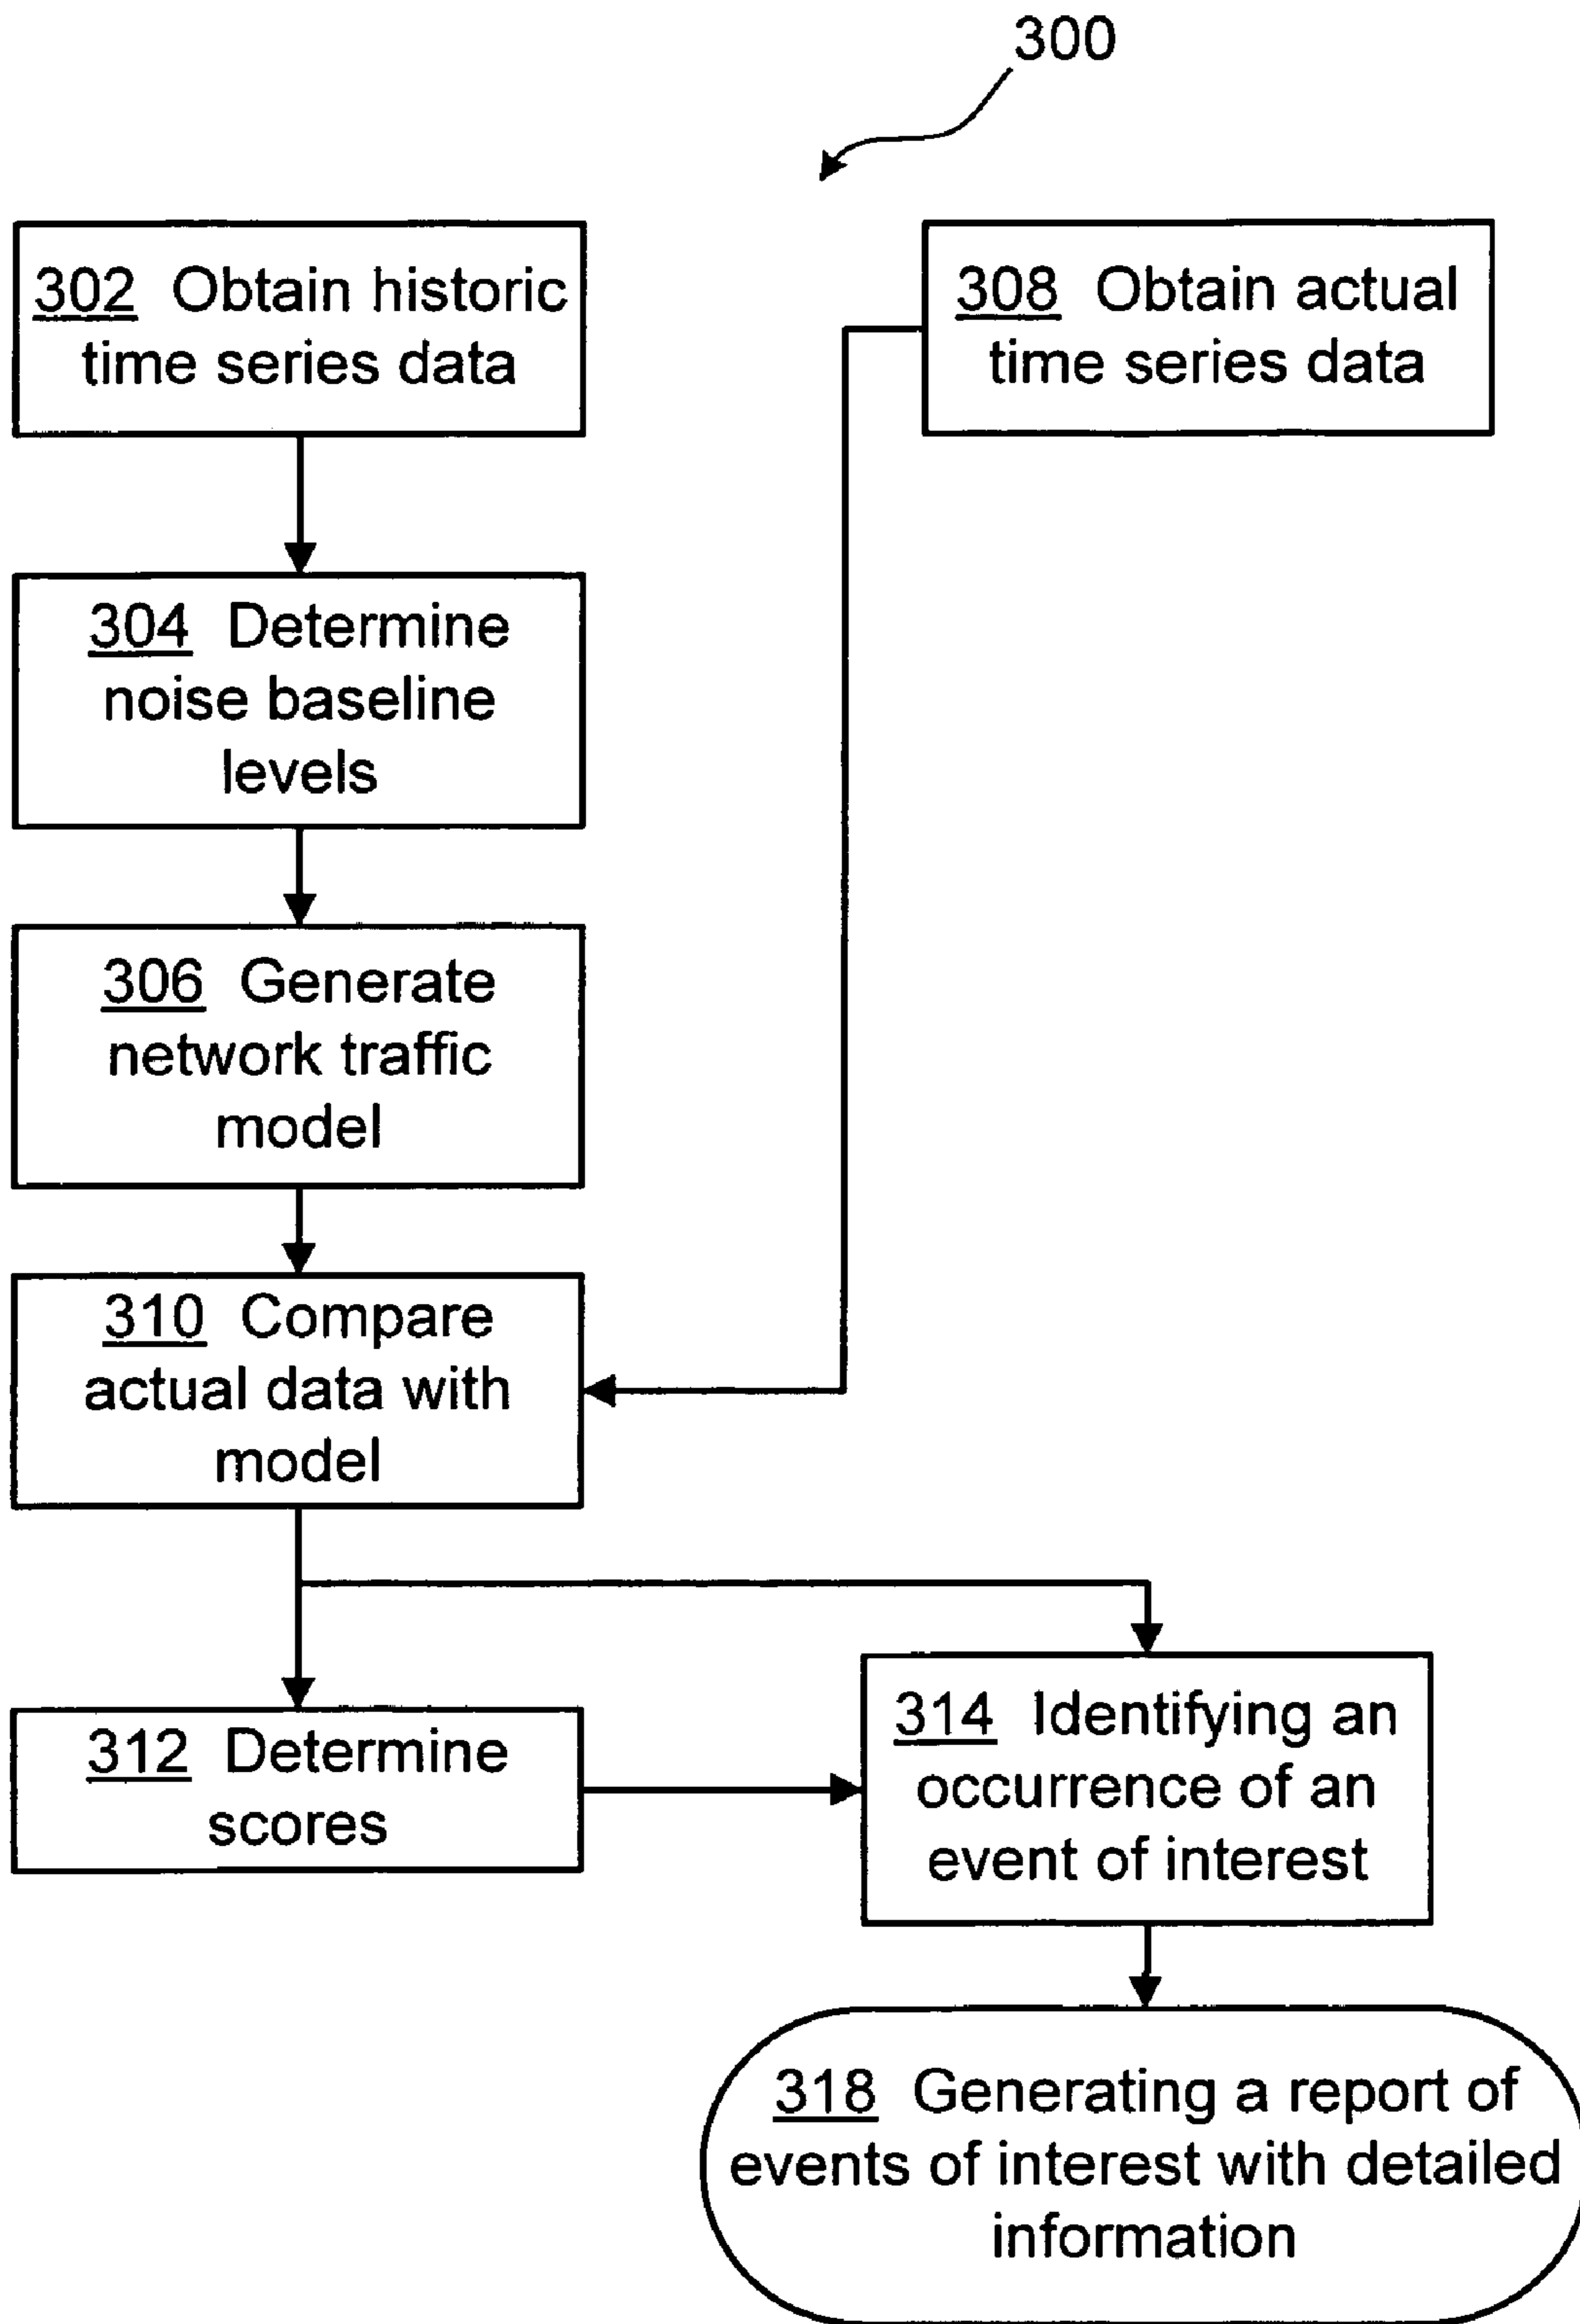 300
302 Obtain historic
time series data
308 Obtain actual
time series data
304 Determine
noise baseline
levels
306 Generate
network traffic
model
310 Compare
actual data with
model
312 Determine
scores
314 Identifying an
occurrence of an
event of interest
318 Generating a report of
events of interest with detailed
information